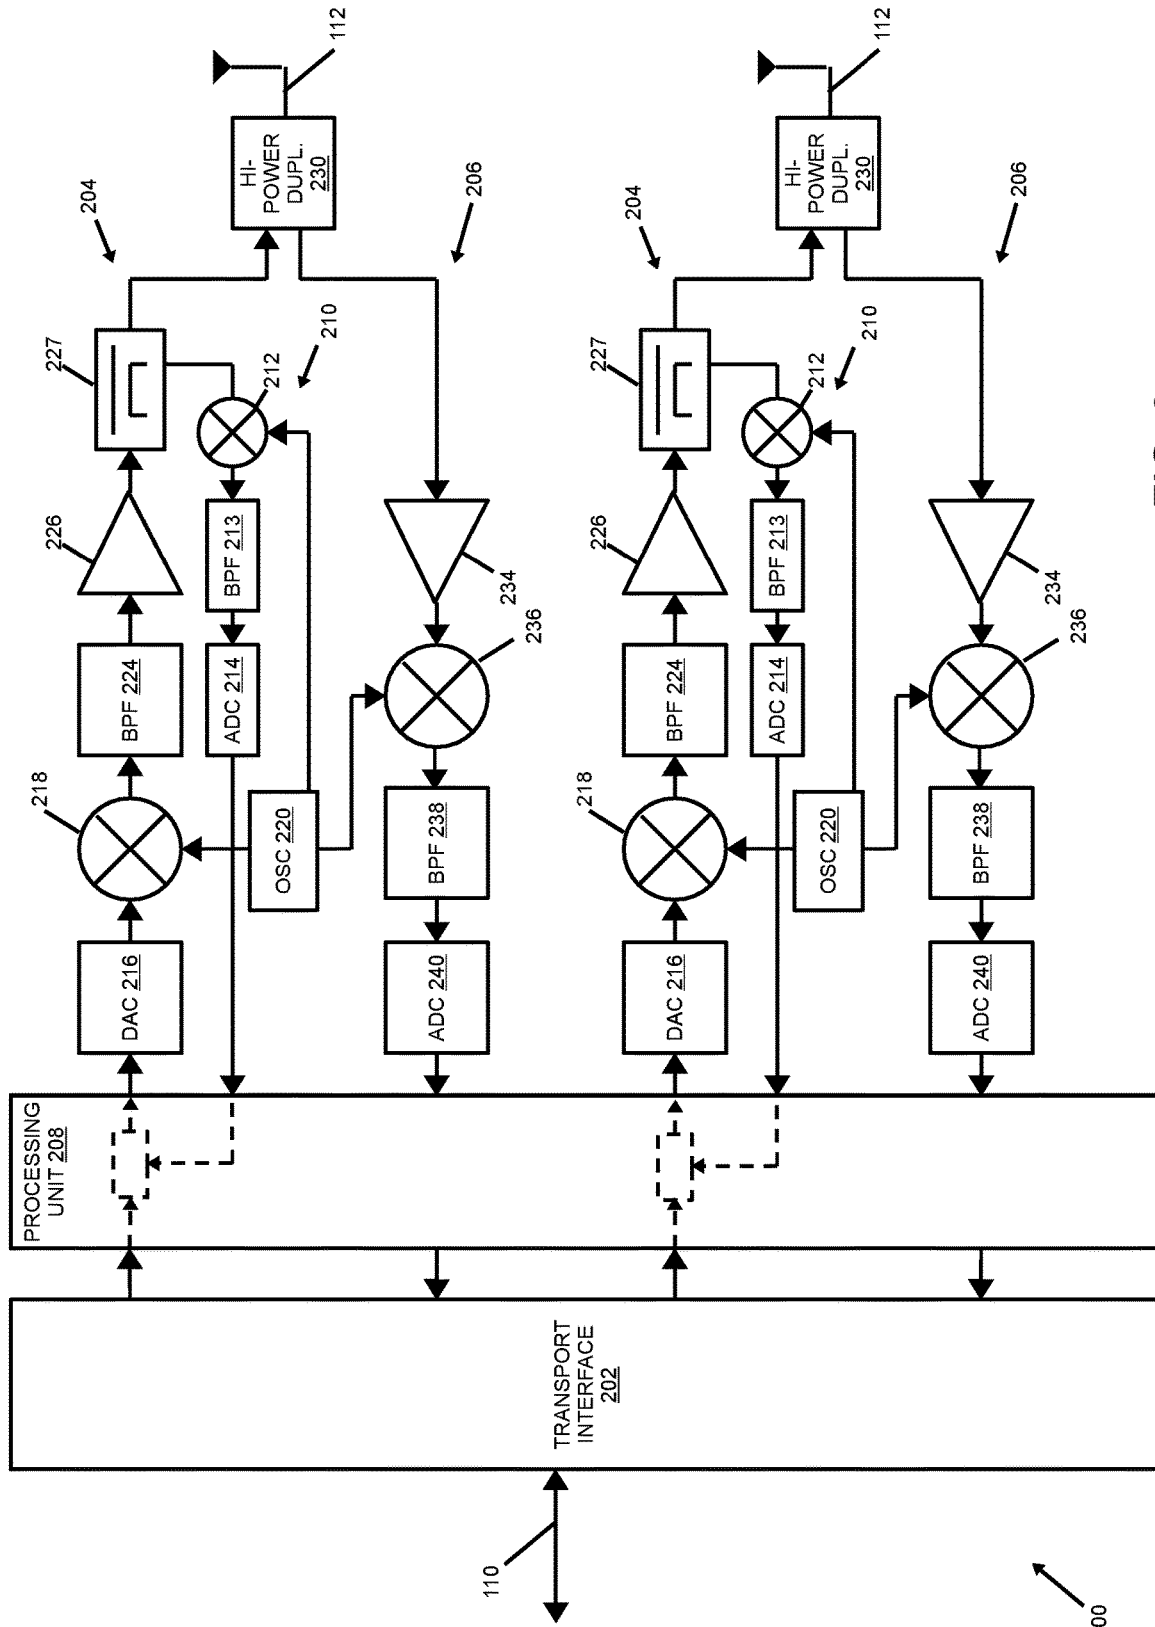 112
HI-
POWER
DUPL.
230
204
206
227
210
212
226
BPF 213
234
236
BPF 224
ADC 214
218
OSC 220
BPF 238
DAC 216
ADC 240
PROCESSING
UNIT 208
TRANSPORT
INTERFACE
202
110
112
HI-
POWER
DUPL.
230
204
206
227
210
212
226
BPF 213
234
236
BPF 224
ADC 214
218
OSC 220
BPF 238
DAC 216
ADC 240
00